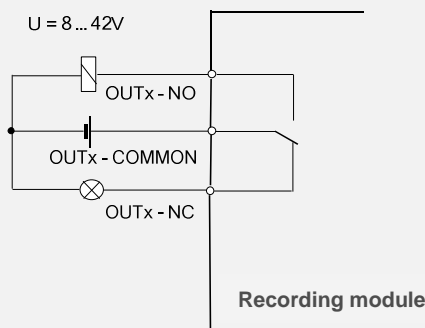 U = 8 ... 42V
OUTx - NO
OUTx - COMMON
OUTx - NC
Recording module